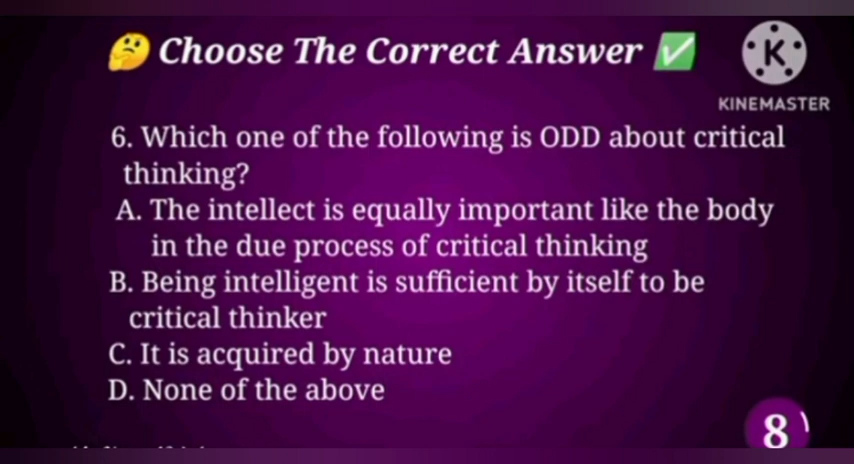 🤔 Choose The Correct Answer ✅
K
KINEMASTER
6. Which one of the following is ODD about critical
thinking?
A. The intellect is equally important like the body
in the due process of critical thinking
B. Being intelligent is sufficient by itself to be
critical thinker
C. It is acquired by nature
D. None of the above
8